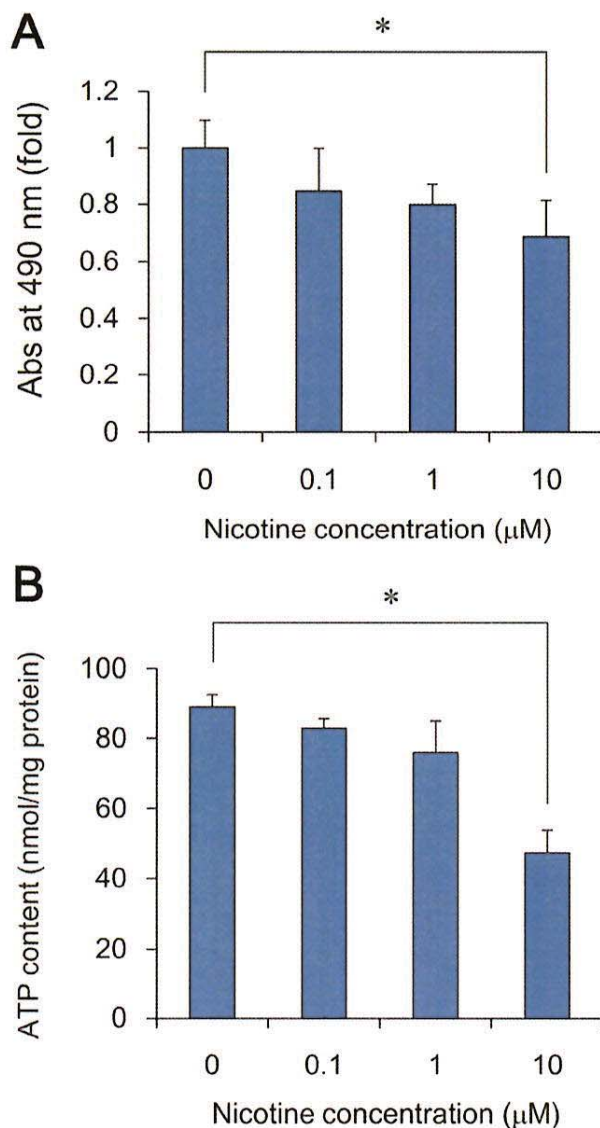 A
*
Abs at 490 nm (fold)
1.2
1
0.8
0.6
0.4
0.2
0
0 0.1 1 10
Nicotine concentration (μM)
B
*
ATP content (nmol/mg protein)
100
80
60
40
20
0
0 0.1 1 10
Nicotine concentration (μM)